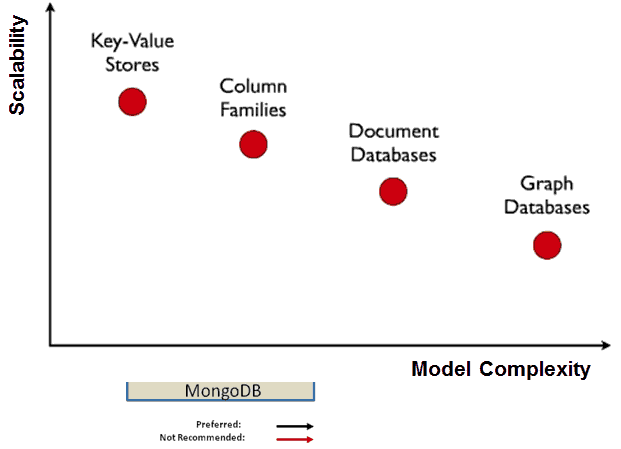 Scalability
Key-Value
Stores
Column
Families
Document
Databases
Graph
Databases
Model Complexity
MongoDB
Preferred:
Not Recommended: